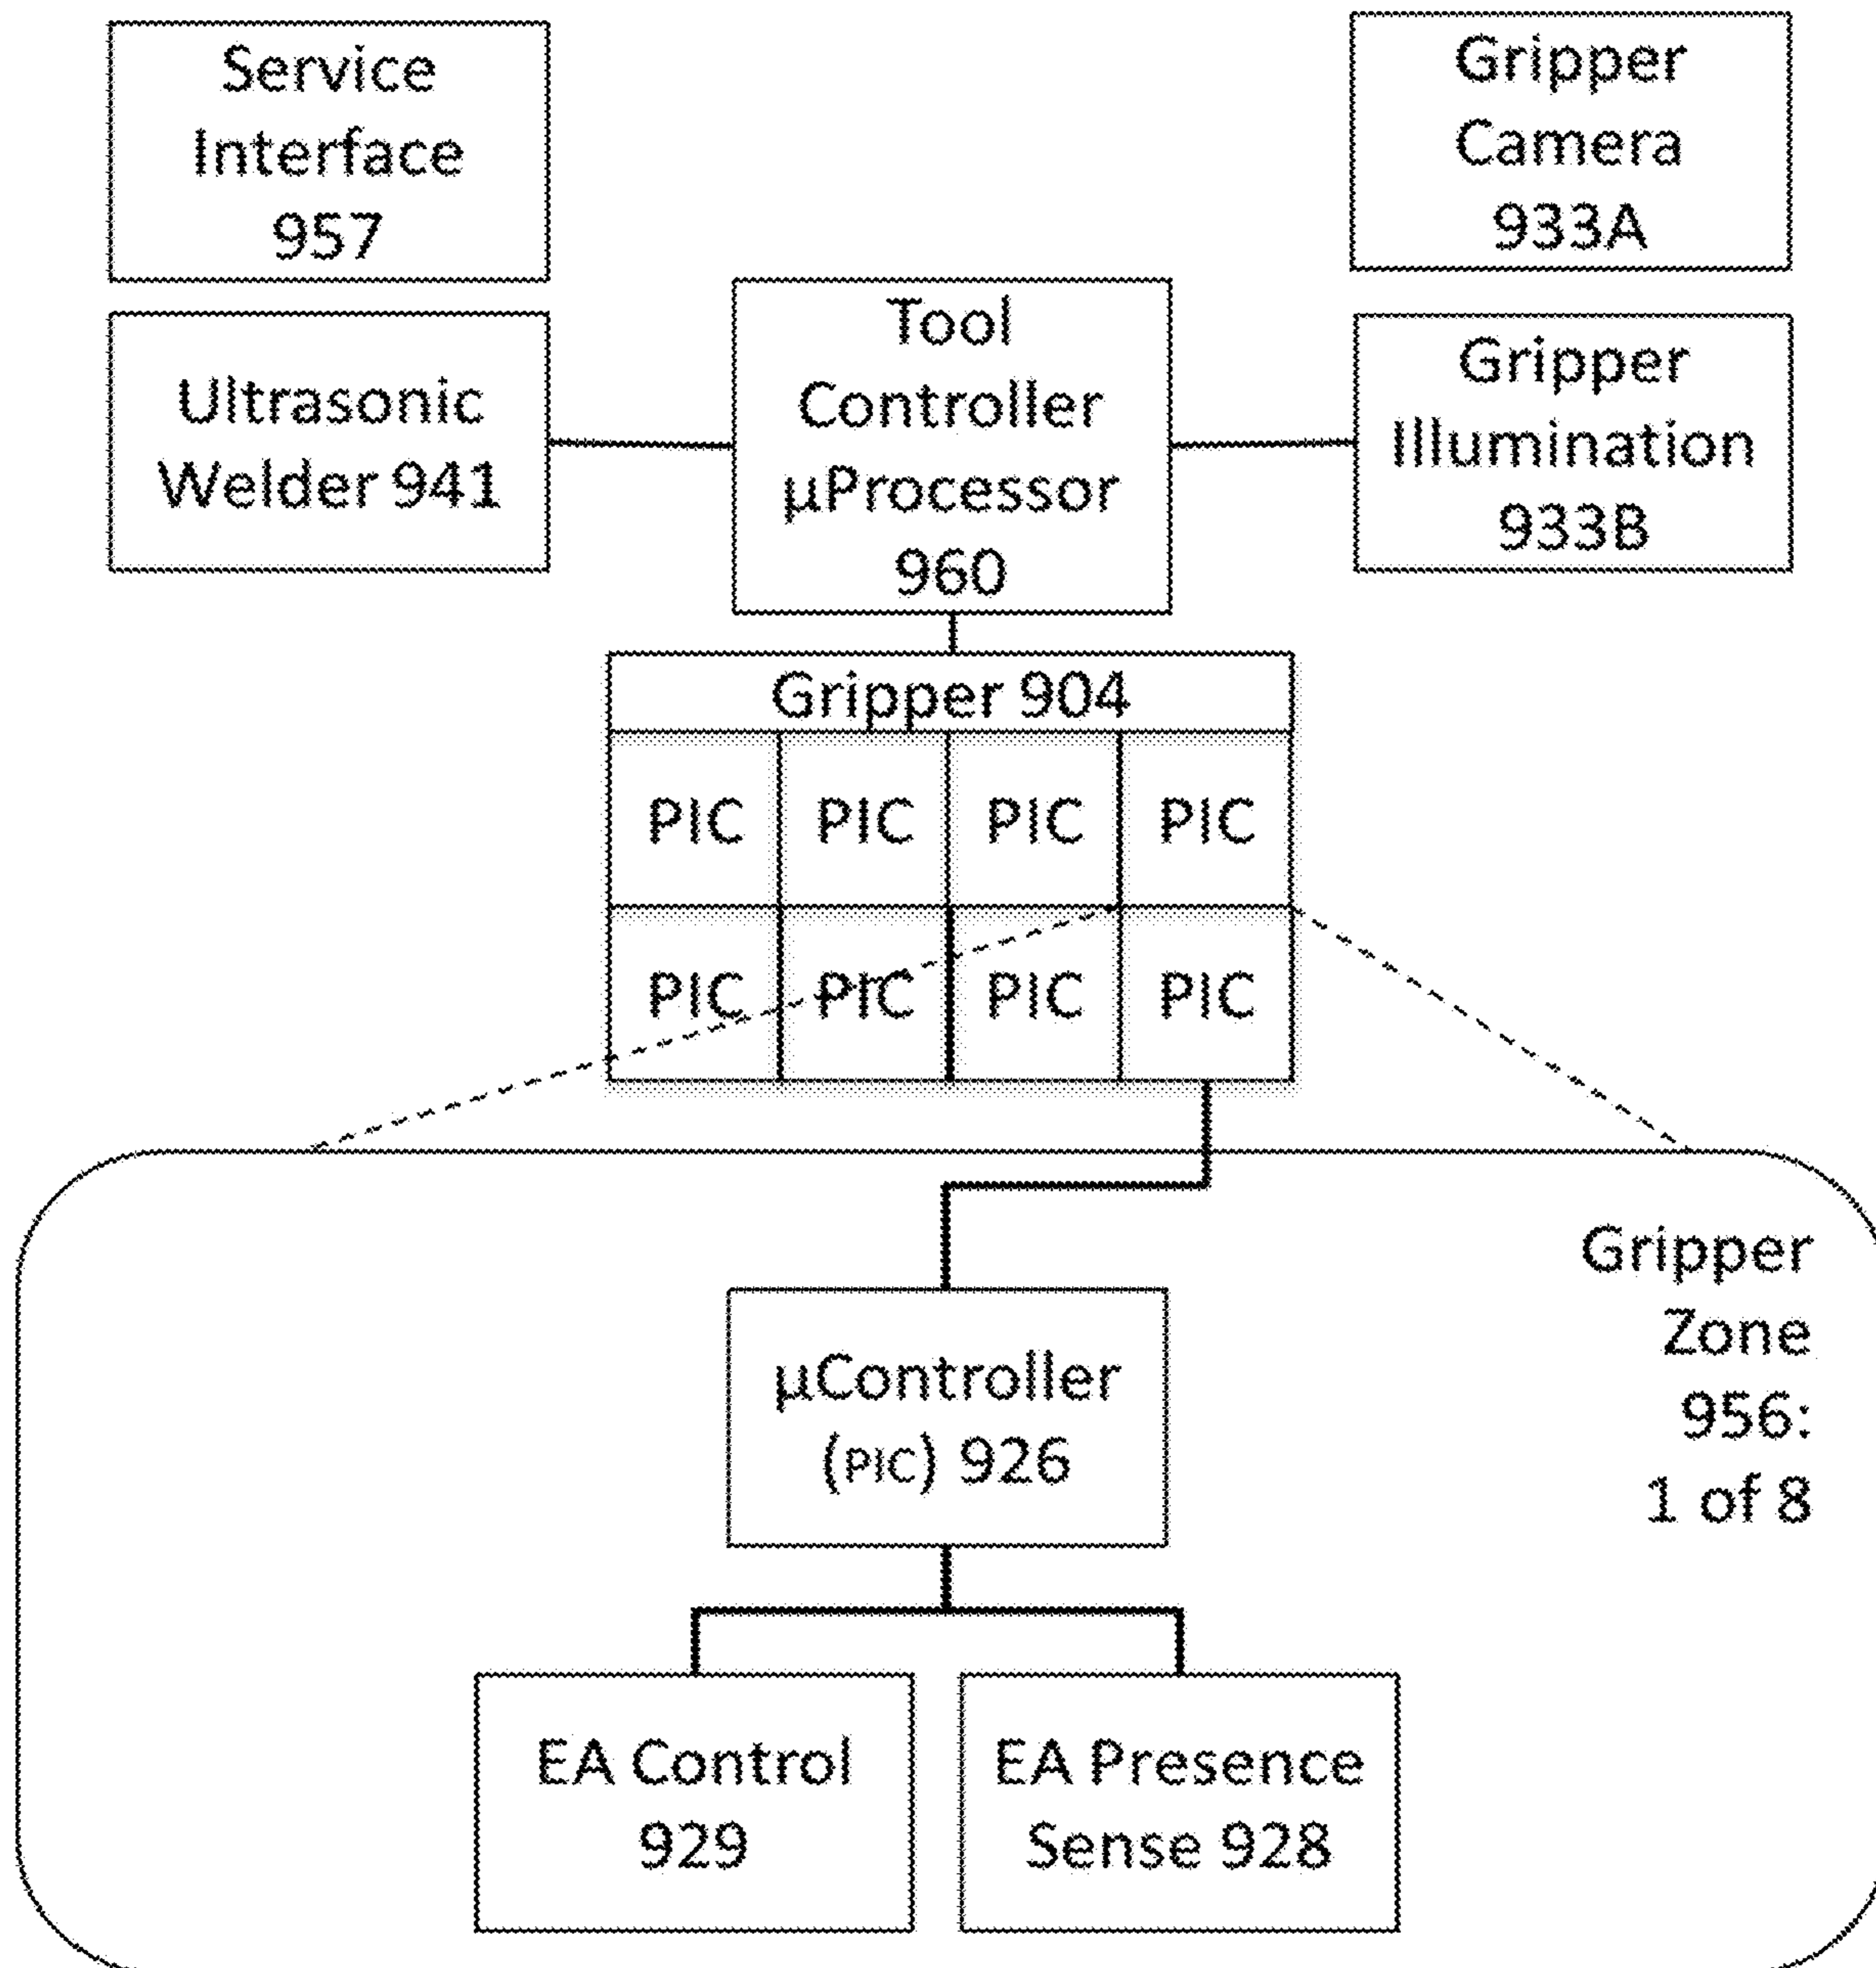 Service
Interface
957
Gripper
Camera
933A
Ultrasonic
Welder 941
Tool
Controller
µProcessor
960
Gripper
Illumination
933B
Gripper 904
PIC PIC PIC PIC
PIC PIC PIC PIC
Gripper
Zone
956:
1 of 8
µController
(PIC) 926
EA Control
929
EA Presence
Sense 928